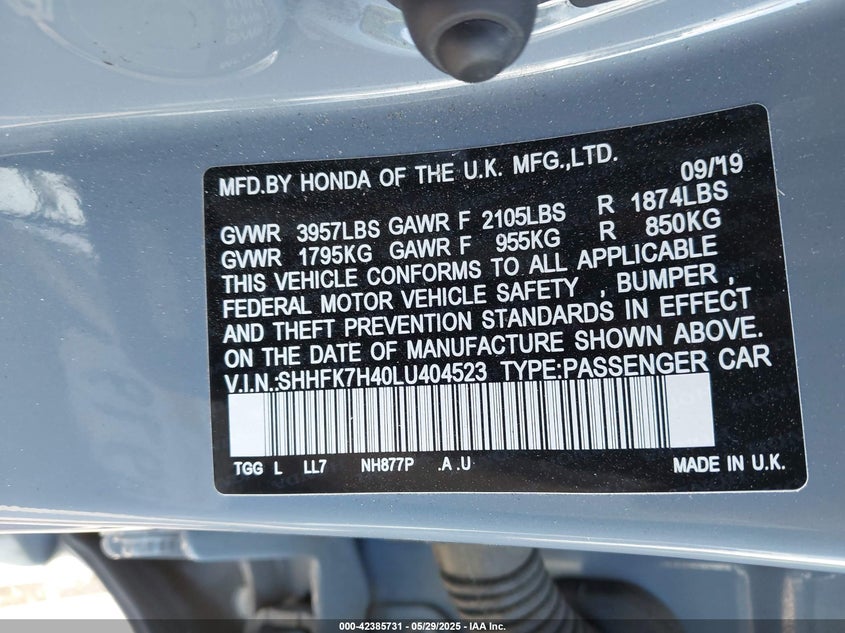 MFD.BY HONDA OF THE U.K. MFG.,LTD. 09/19
GVWR 3957LBS GAWR F 2105LBS R 1874LBS
GVWR 1795KG GAWR F 955KG R 850KG
THIS VEHICLE CONFORMS TO ALL APPLICABLE
FEDERAL MOTOR VEHICLE SAFETY , BUMPER ,
AND THEFT PREVENTION STANDARDS IN EFFECT
ON THE DATE OF MANUFACTURE SHOWN ABOVE.
V.I.N.:SHHFK7H40LU404523 TYPE:PASSENGER CAR
TGG L LL7 NH877P .A .U MADE IN U.K.
000-42385731 — 05/29/2025 — IAA Inc.